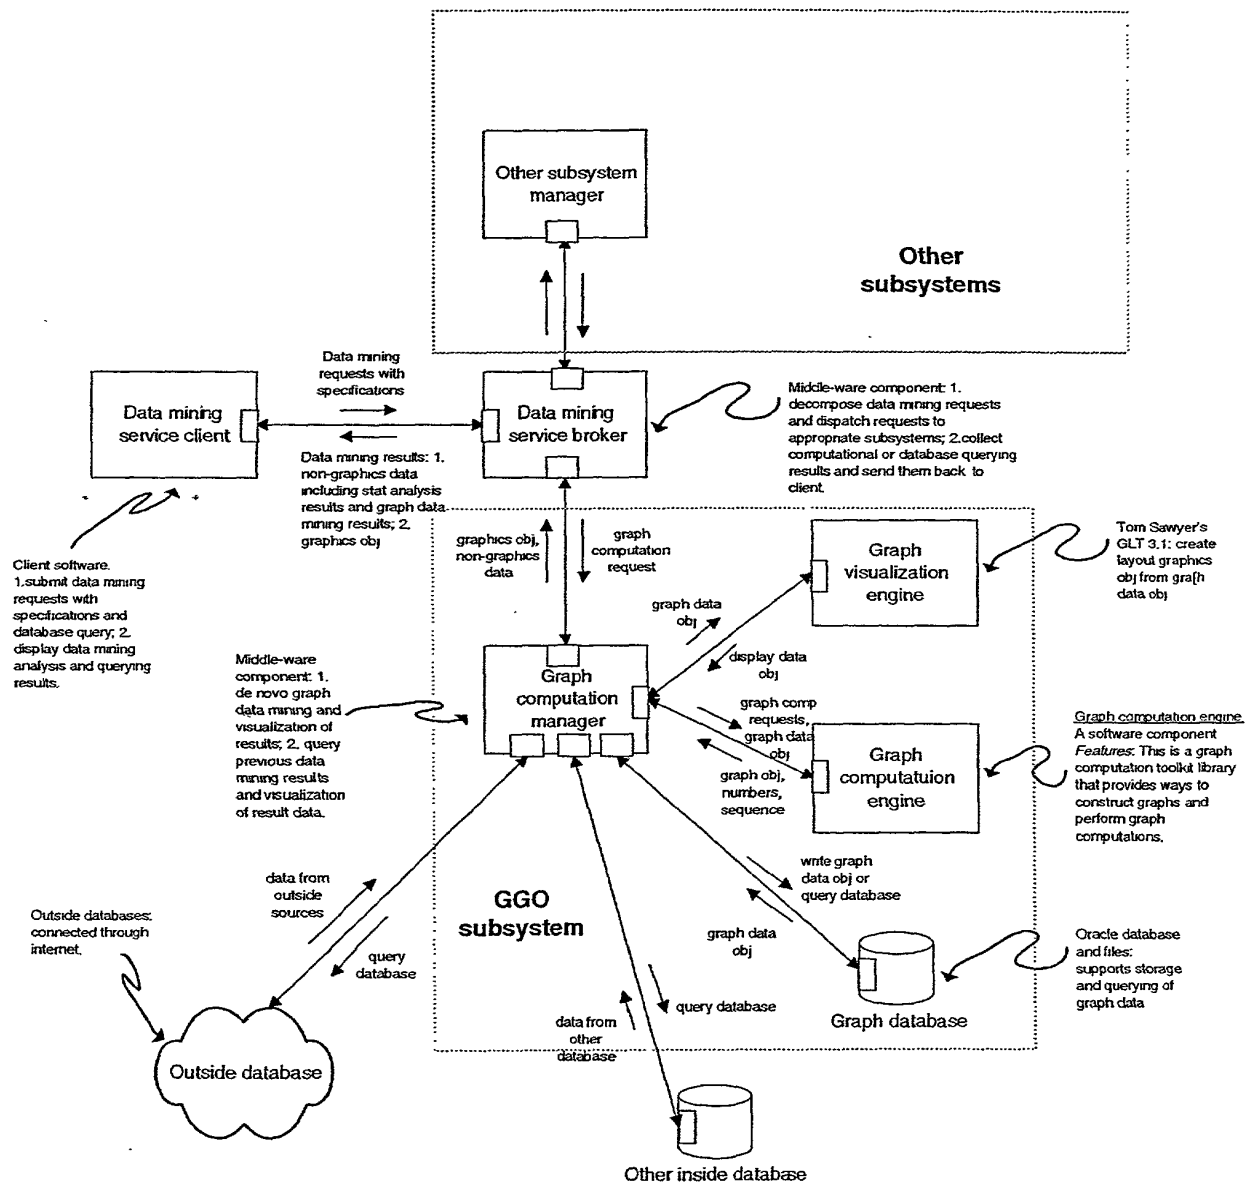 Other subsystem
manager
Other
subsystems
Data mining
requests with
specifications
Data mining
service client
Data mining
service broker
Middle-ware component: 1.
decompose data mining requests
and dispatch requests to
appropriate subsystems; 2.collect
computational or database querying
results and send them back to
client.
Data mining results: 1.
non-graphics data
including stat analysis
results and graph data
mining results; 2.
graphics obj
graphics obj,
non-graphics
data
graph
computation
request
Graph
visualization
engine
Tom Sawyer's
GLT 3.1: create
layout graphics
obj from graph
data obj
Client software.
1.submit data mining
requests with
specifications and
database query; 2.
display data mining
analysis and querying
results.
graph data
obj
display data
obj
Middle-ware
component: 1.
de novo graph
data mining and
visualization of
results; 2. query
previous data
mining results
and visualization
of result data.
Graph
computation
manager
graph comp
requests,
graph data
obj
graph obj,
numbers,
sequence
Graph
computatuion
engine
Graph computation engine
A software component
Features: This is a graph
computation toolkit library
that provides ways to
construct graphs and
perform graph
computations.
data from
outside
sources
query
database
GGO
subsystem
write graph
data obj or
query database
graph data
obj
Outside databases:
connected through
internet.
Oracle database
and files:
supports storage
and querying of
graph data
Graph database
query database
data from
other
database
Outside database
Other inside database